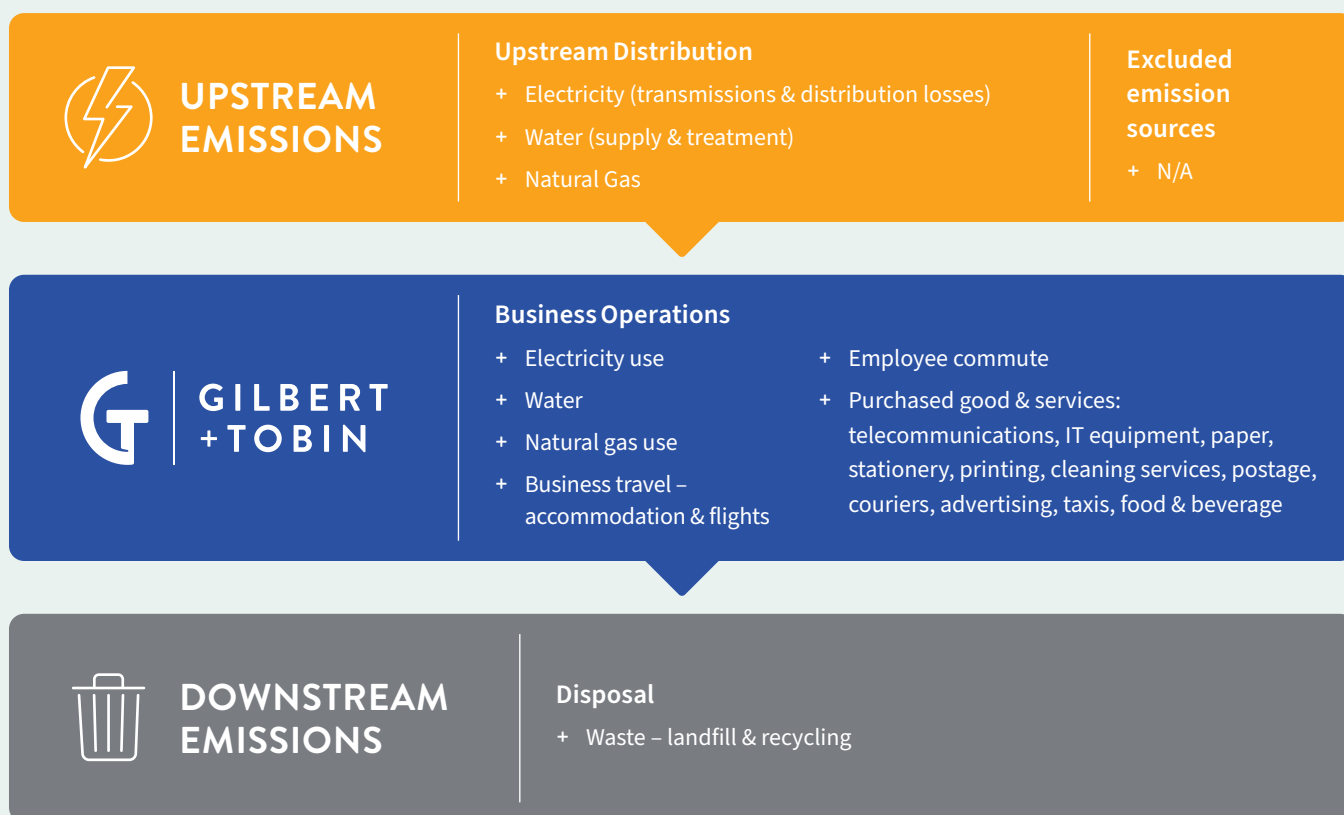 UPSTREAM
EMISSIONS
Upstream Distribution
+ Electricity (transmissions & distribution losses)
+ Water (supply & treatment)
+ Natural Gas
Excluded
emission
sources
+ N/A
GILBERT
+TOBIN
Business Operations
+ Electricity use
+ Water
+ Natural gas use
+ Business travel –
accommodation & flights
+ Employee commute
+ Purchased good & services:
telecommunications, IT equipment, paper,
stationery, printing, cleaning services, postage,
couriers, advertising, taxis, food & beverage
DOWNSTREAM
EMISSIONS
Disposal
+ Waste – landfill & recycling